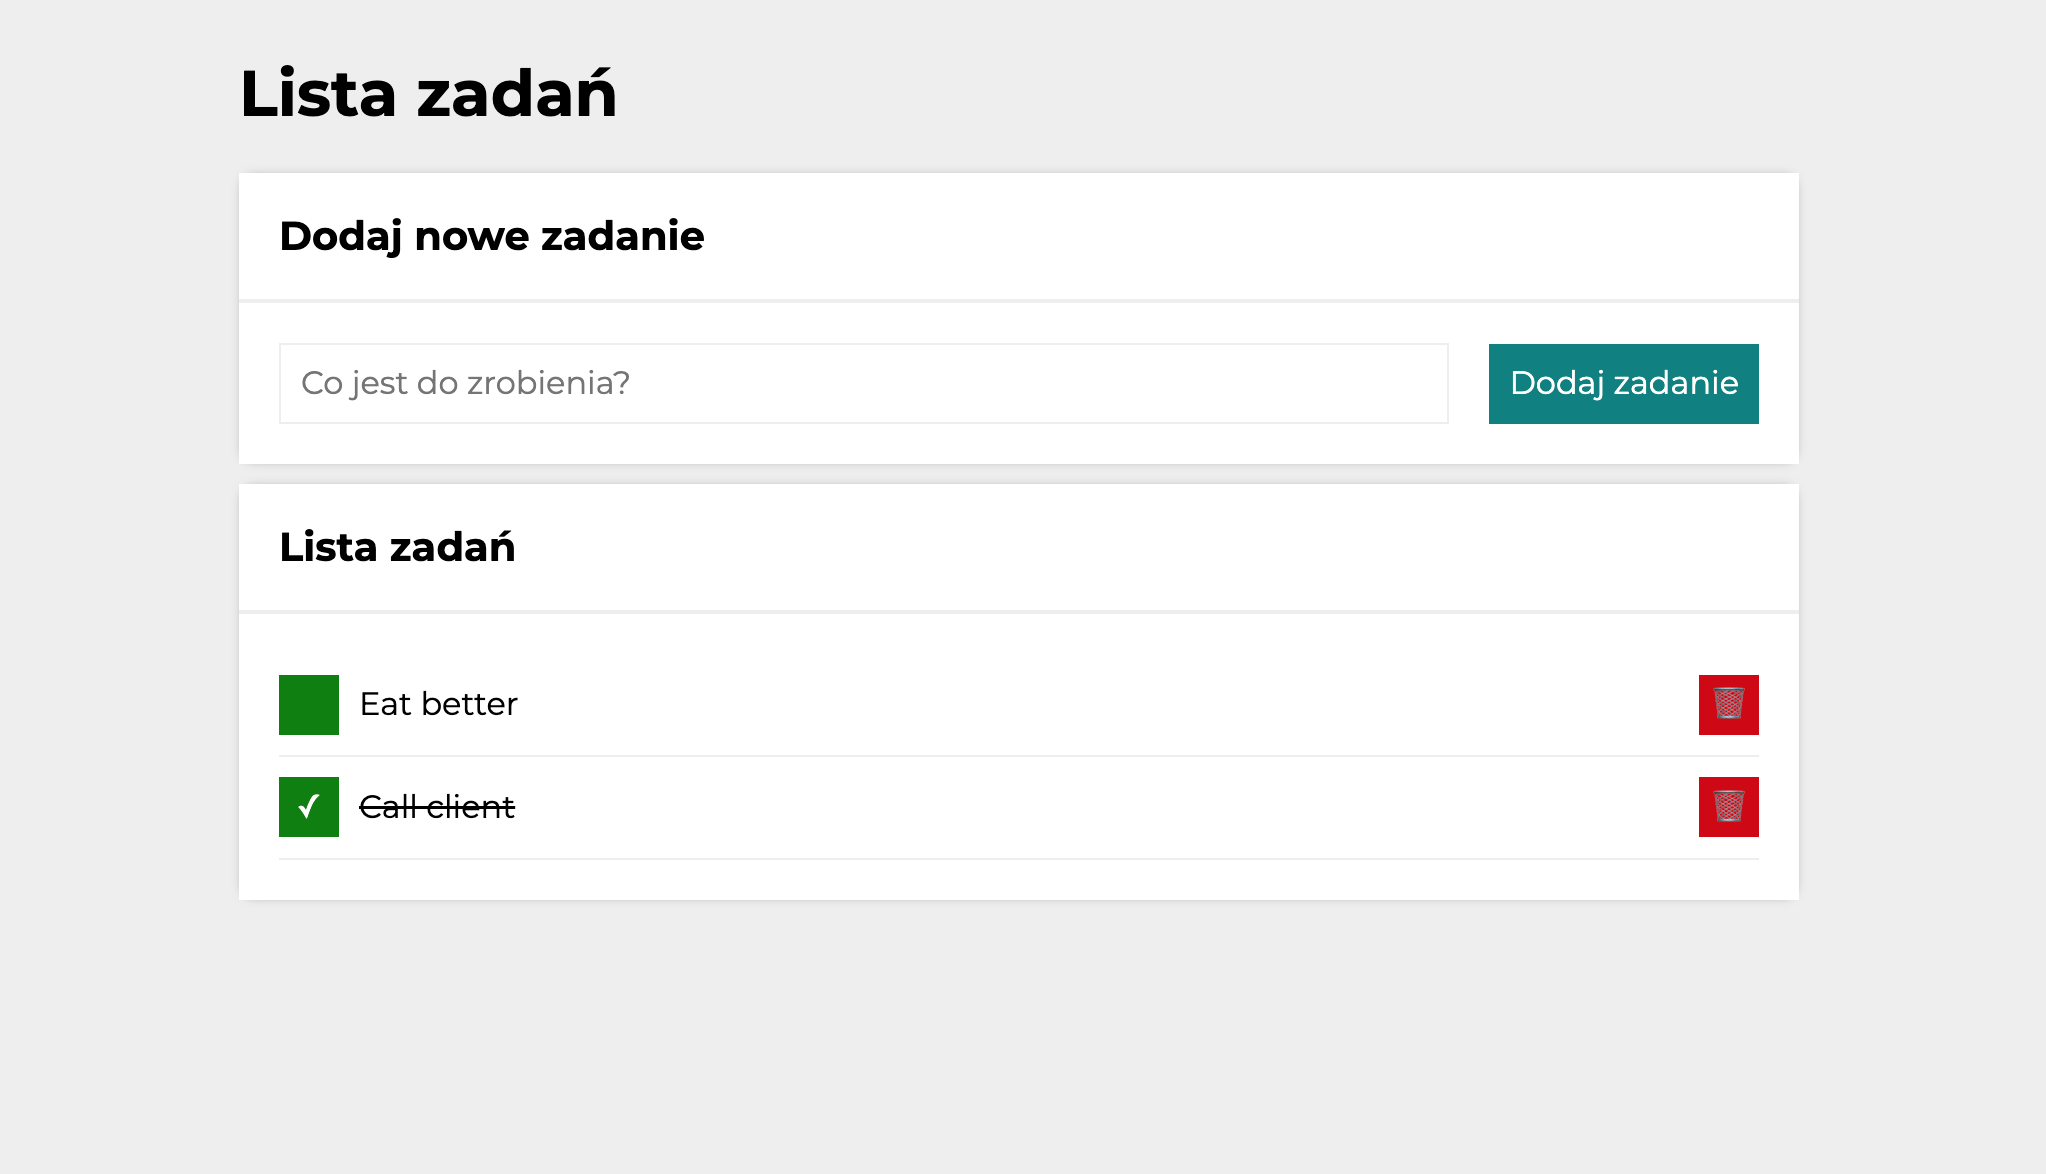 Lista zadań
Dodaj nowe zadanie
Co jest do zrobienia?
Dodaj zadanie
Lista zadań
Eat better
Call client